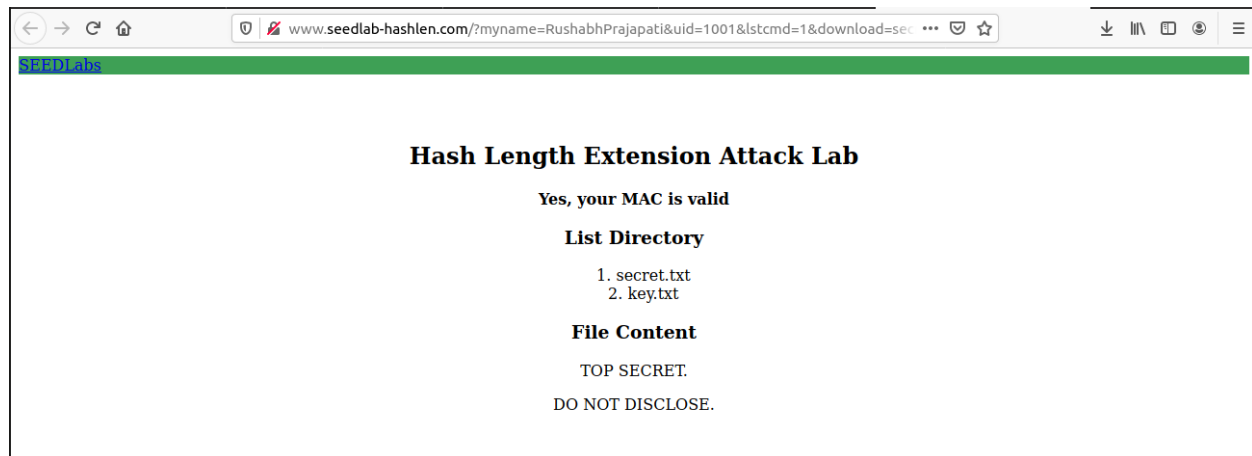 www.seedlab-hashlen.com/?myname=RushabhPrajapati&uid=1001&lstcmd=1&download=sec
SEEDLabs
Hash Length Extension Attack Lab
Yes, your MAC is valid
List Directory
1. secret.txt
2. key.txt
File Content
TOP SECRET.
DO NOT DISCLOSE.